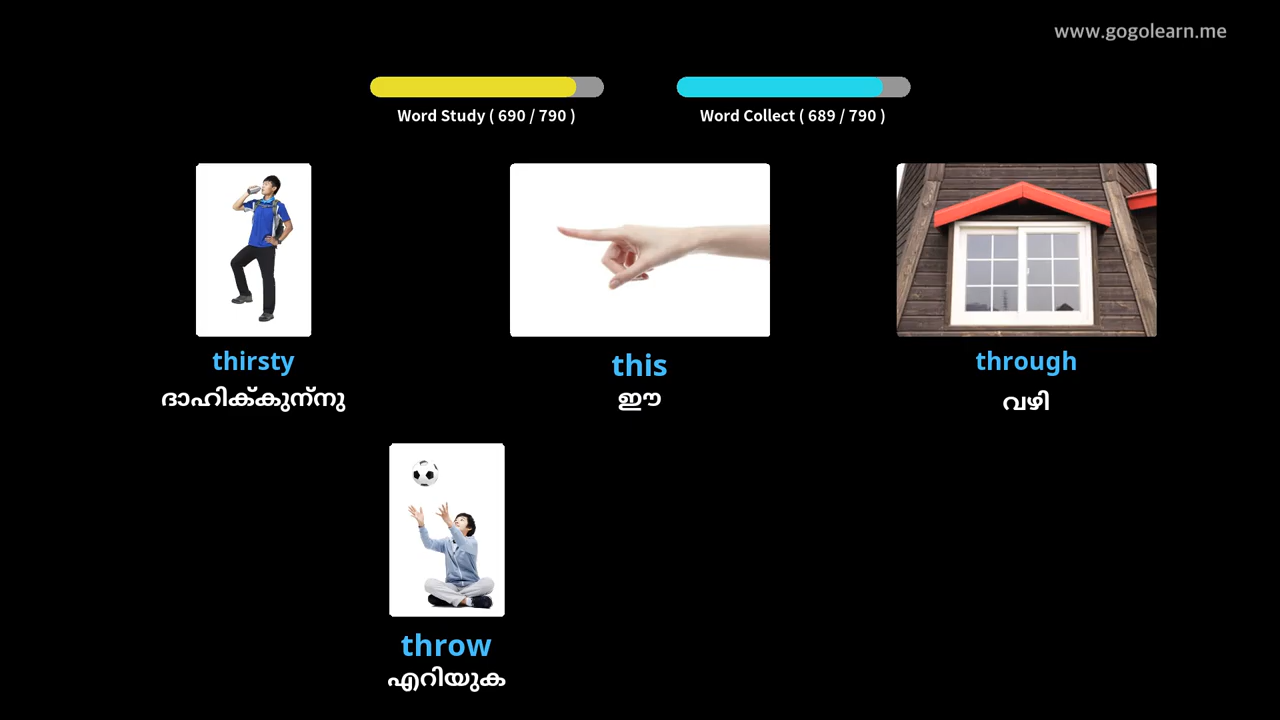 www.gogolearn.me
Word Study ( 690 / 790 )
Word Collect ( 689 / 790 )
thirsty
ദാഹിക്കുന്നു
this
ഈ
through
വഴി
throw
എറിയുക